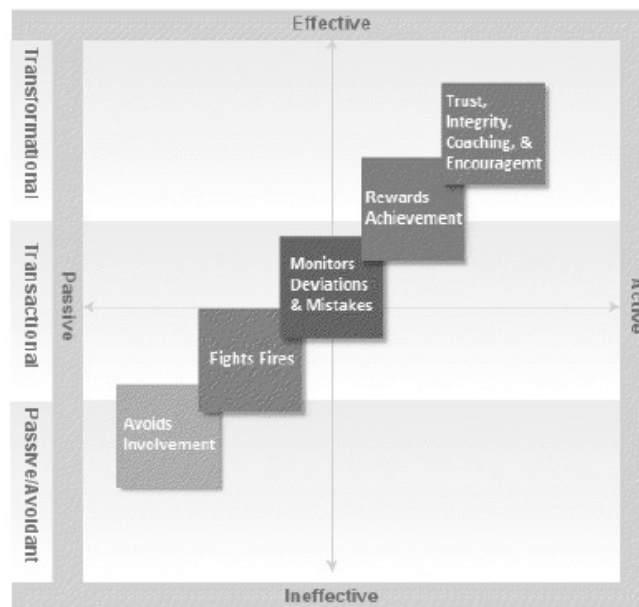 Effective
Transformational
Trust,
Integrity,
Coaching, &
Encouragemt
Rewards
Achievement
Transactional
Passive
Monitors
Deviations
& Mistakes
Active
Fights Fires
Passive/Avoidant
Avoids
Involvement
Ineffective